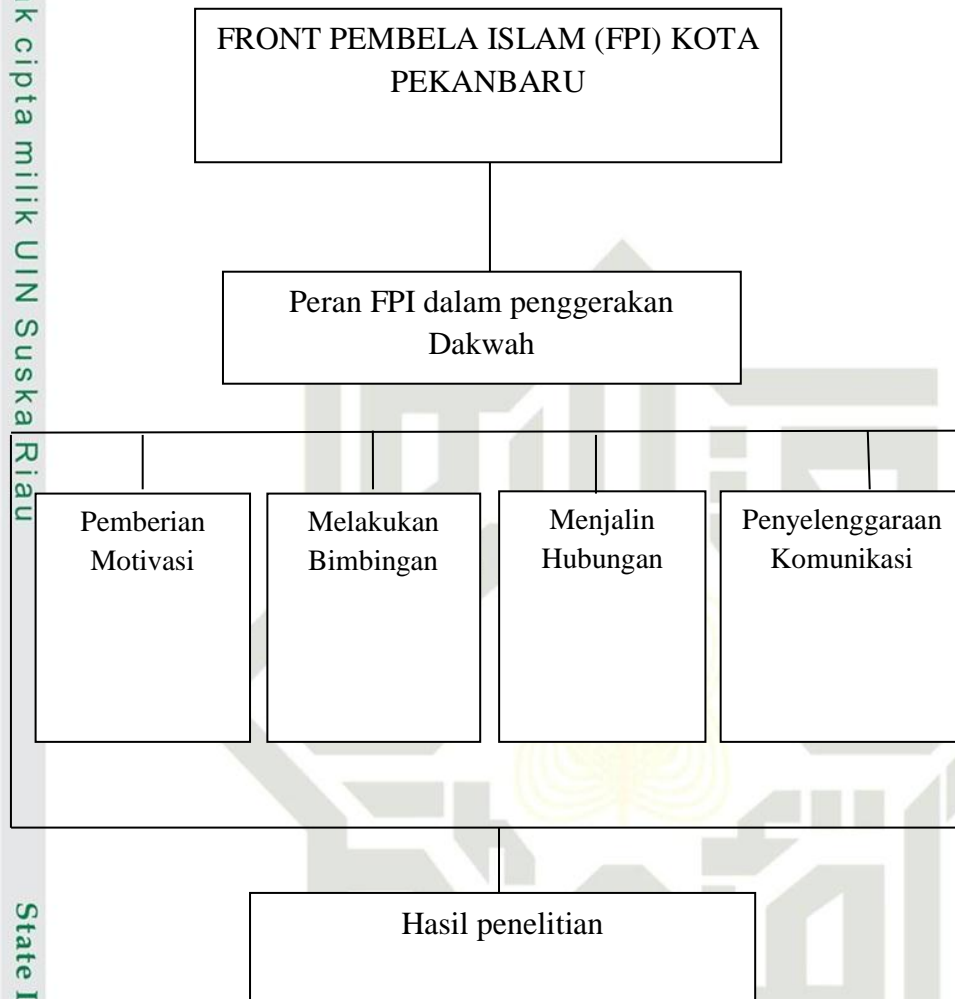 k cipta milik UIN Suska Riau
FRONT PEMBELA ISLAM (FPI) KOTA
PEKANBARU
Peran FPI dalam penggerakan
Dakwah
Pemberian
Motivasi
Melakukan
Bimbingan
Menjalin
Hubungan
Penyelenggaraan
Komunikasi
Hasil penelitian
State I